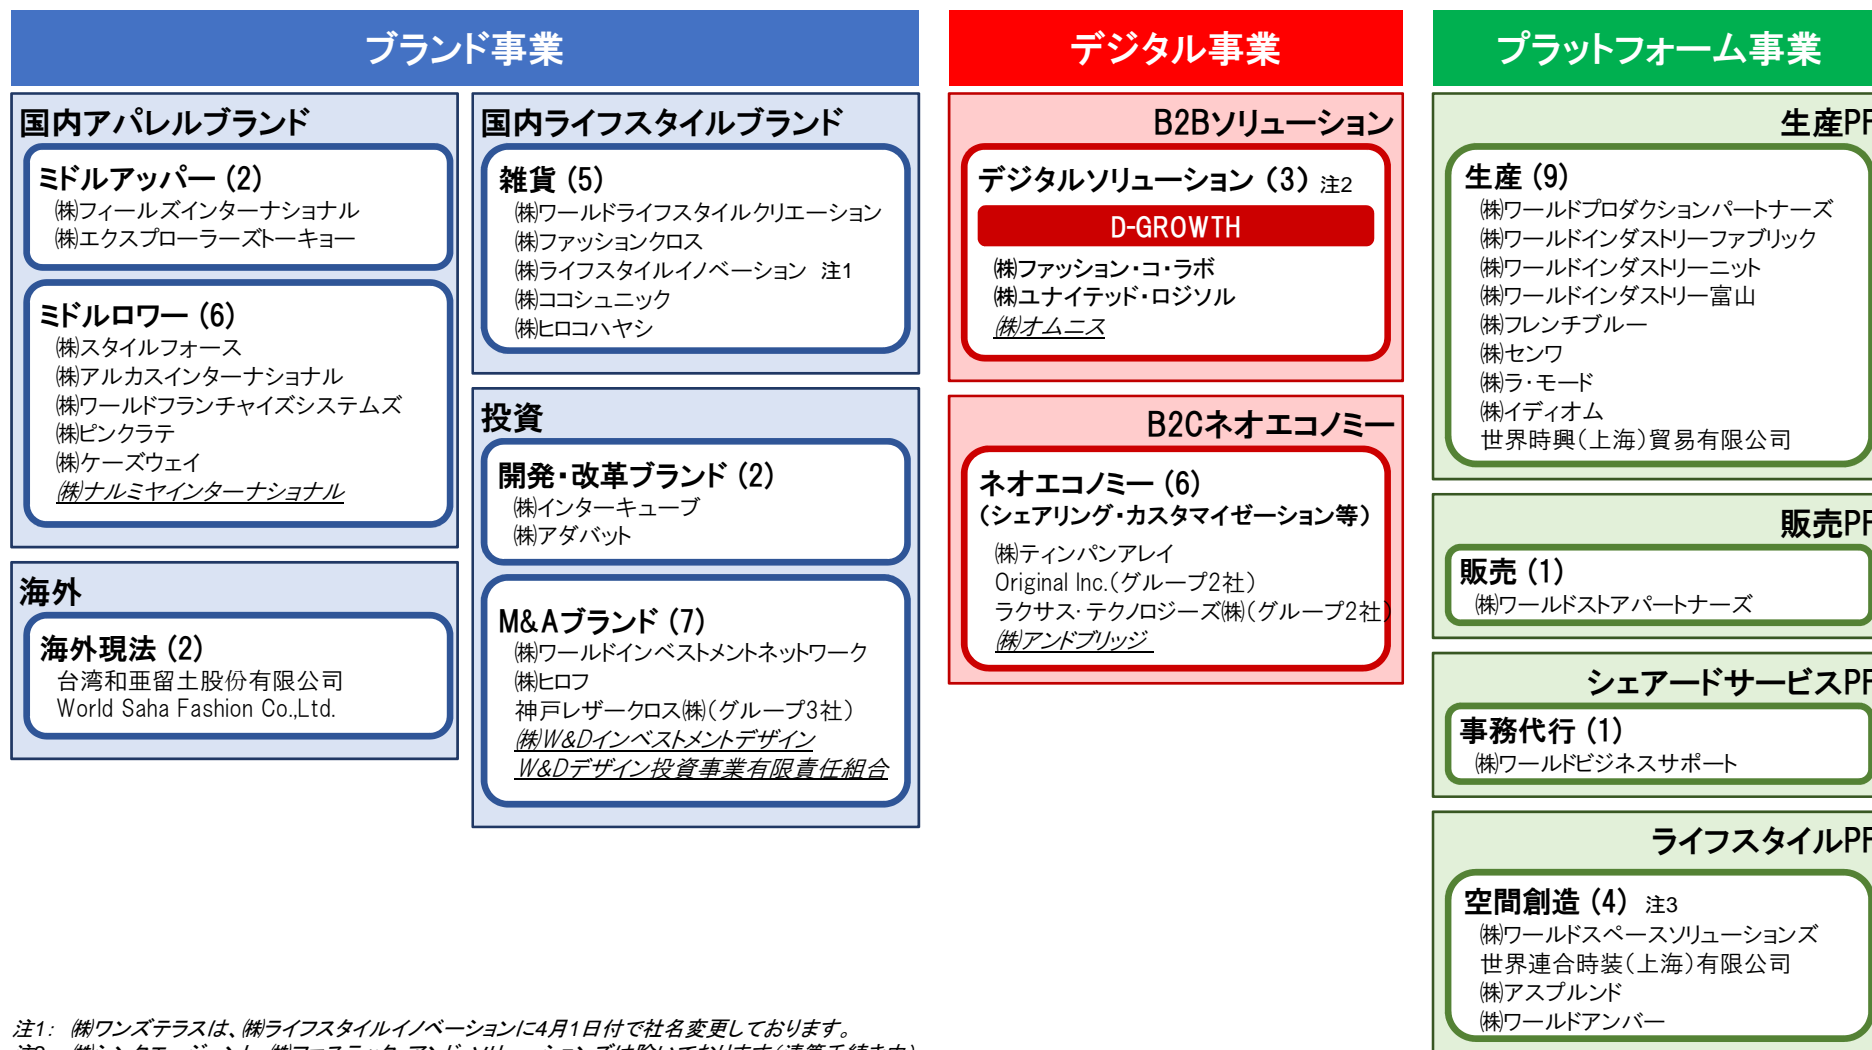 ブランド事業
国内アパレルブランド
ミドルアッパー (2)
㈱フィールズインターナショナル
㈱エクスプローラーズトーキョー
ミドルロワー (6)
㈱スタイルフォース
㈱アルカスインターナショナル
㈱ワールドフランチャイズシステムズ
㈱ピンクラテ
㈱ケーズウェイ
㈱ナルミヤインターナショナル
海外
海外現法 (2)
台湾和亜留土股份有限公司
World Saha Fashion Co.,Ltd.
国内ライフスタイルブランド
雑貨 (5)
㈱ワールドライフスタイルクリエーション
㈱ファッションクロス
㈱ライフスタイルイノベーション 注1
㈱ココシュニック
㈱ヒロコハヤシ
投資
開発・改革ブランド (2)
㈱インターキューブ
㈱アダバット
M&Aブランド (7)
㈱ワールドインベストメントネットワーク
㈱ヒロフ
神戸レザークロス㈱(グループ3社)
㈱W&Dインベストメントデザイン
W&Dデザイン投資事業有限責任組合
デジタル事業
B2Bソリューション
デジタルソリューション (3) 注2
D-GROWTH
㈱ファッション・コ・ラボ
㈱ユナイテッド・ロジソル
㈱オムニス
B2Cネオエコノミー
ネオエコノミー (6)
(シェアリング・カスタマイゼーション等)
㈱ティンパンアレイ
Original Inc.(グループ2社)
ラクサス・テクノロジーズ㈱(グループ2社)
㈱アンドブリッジ
プラットフォーム事業
生産PF
生産 (9)
㈱ワールドプロダクションパートナーズ
㈱ワールドインダストリーファブリック
㈱ワールドインダストリーニット
㈱ワールドインダストリー富山
㈱フレンチブルー
㈱センワ
㈱ラ・モード
㈱イディオム
世界時興(上海)貿易有限公司
販売PF
販売 (1)
㈱ワールドストアパートナーズ
シェアードサービスPF
事務代行 (1)
㈱ワールドビジネスサポート
ライフスタイルPF
空間創造 (4) 注3
㈱ワールドスペースソリューションズ
世界連合時装(上海)有限公司
㈱アスプルンド
㈱ワールドアンバー
注1: ㈱ワンズテラスは、㈱ライフスタイルイノベーションに4月1日付で社名変更しております。